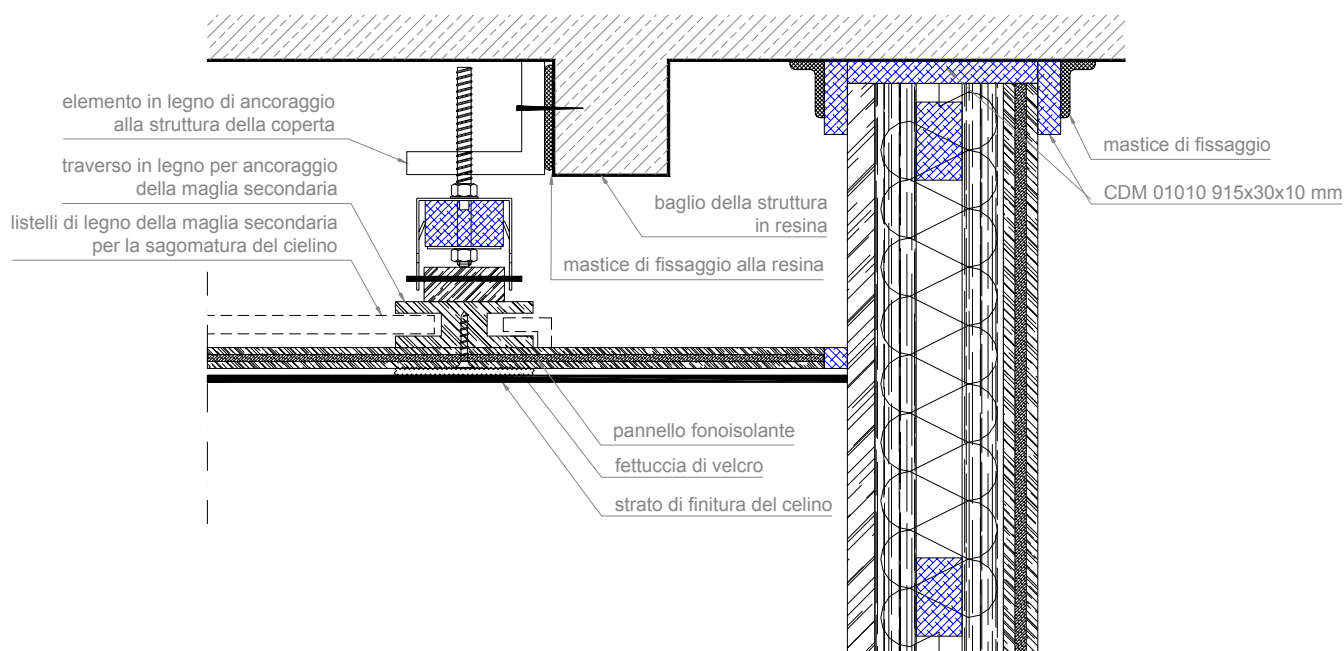 elemento in legno di ancoraggio
alla struttura della coperta
traverso in legno per ancoraggio
della maglia secondaria
listelli di legno della maglia secondaria
per la sagomatura del cielino
baglio della struttura
in resina
mastice di fissaggio alla resina
mastice di fissaggio
CDM 01010 915x30x10 mm
pannello fonoisolante
fettuccia di velcro
strato di finitura del celino